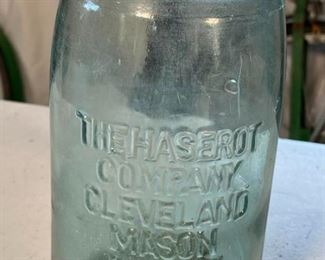 THE HASEROT
COMPANY
CLEVELAND
MASON